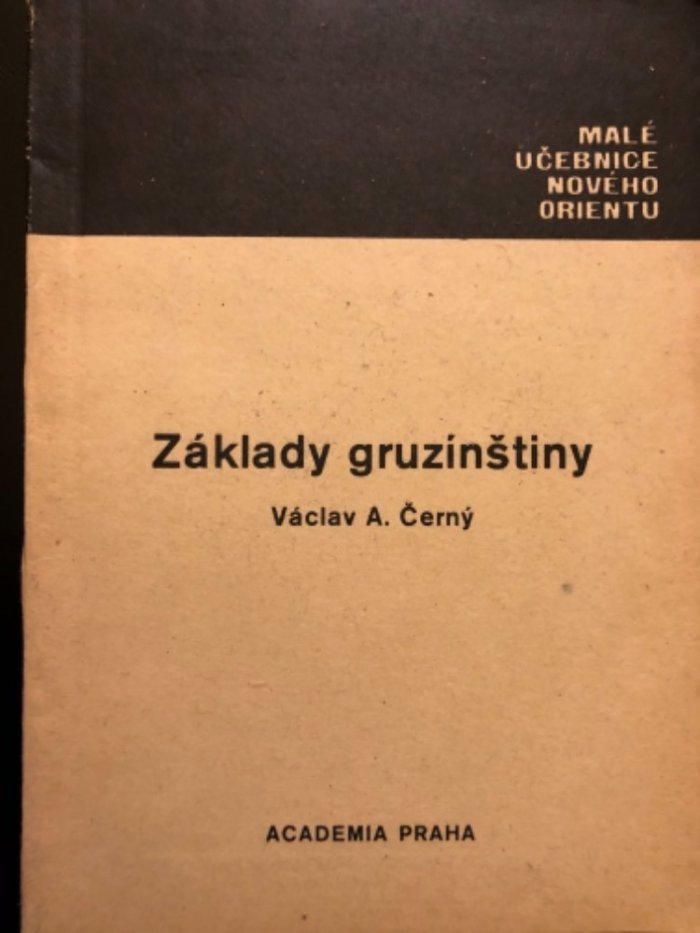 MALÉ
UČEBNICE
NOVÉHO
ORIENTU
Základy gruzínštiny
Václav A. Černý
ACADEMIA PRAHA